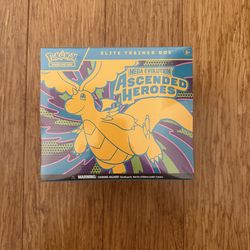 Pokémon
ELITE TRAINER BOX
MEGA EVOLUTION
ASCENDED
HEROES
WARNING: